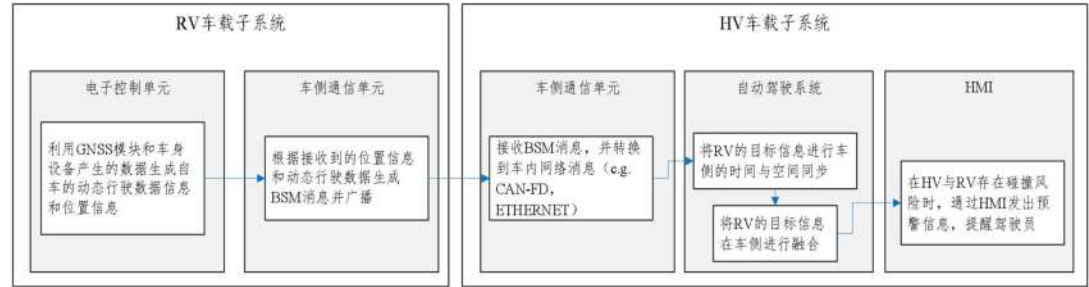 RV车载子系统
电子控制单元
利用GNSS模块和车身
设备产生的数据生成自
车的动态行驶数据信息
和位置信息
车侧通信单元
根据接收到的位置信息
和动态行驶数据生成
BSM消息并广播
HV车载子系统
车侧通信单元
接收BSM消息，并转换
到车内网络消息（e.g.
CAN-FD,
ETHERNET）
自动驾驶系统
将RV的目标信息进行车
侧的时间与空间同步
将RV的目标信息
在车侧进行融合
HMI
在HV与RV存在碰撞风
险时，通过HMI发出预
警信息，提醒驾驶员